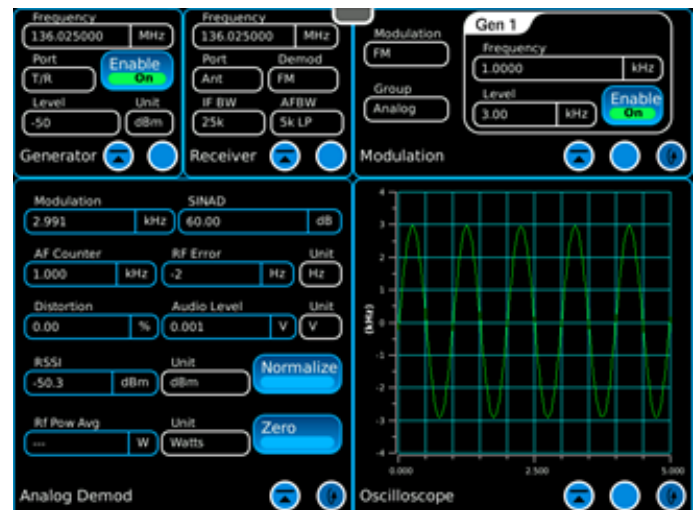 Frequency
136.025000 MHz
Port
T/R
Enable
On
Level Unit
-50 dBm
Generator
Frequency
136.025000 MHz
Port Demod
Ant FM
IF BW AFBW
25k 5k LP
Receiver
Modulation
FM
Group
Analog
Gen 1
Frequency
1.0000 kHz
Level
3.00 kHz
Enable
On
Modulation
Modulation SINAD
2.991 kHz 60.00 dB
AF Counter RF Error Unit
1.000 kHz -2 Hz Hz
Distortion Audio Level Unit
0.00 % 0.001 V V
RSSI Unit
-50.3 dBm dBm
Normalize
Rf Pow Avg Unit
--- W Watts
Zero
Analog Demod
4
3
2
1
0
-1
-2
-3
-4
(kHz)
0.000 2.500 5.000
Oscilloscope